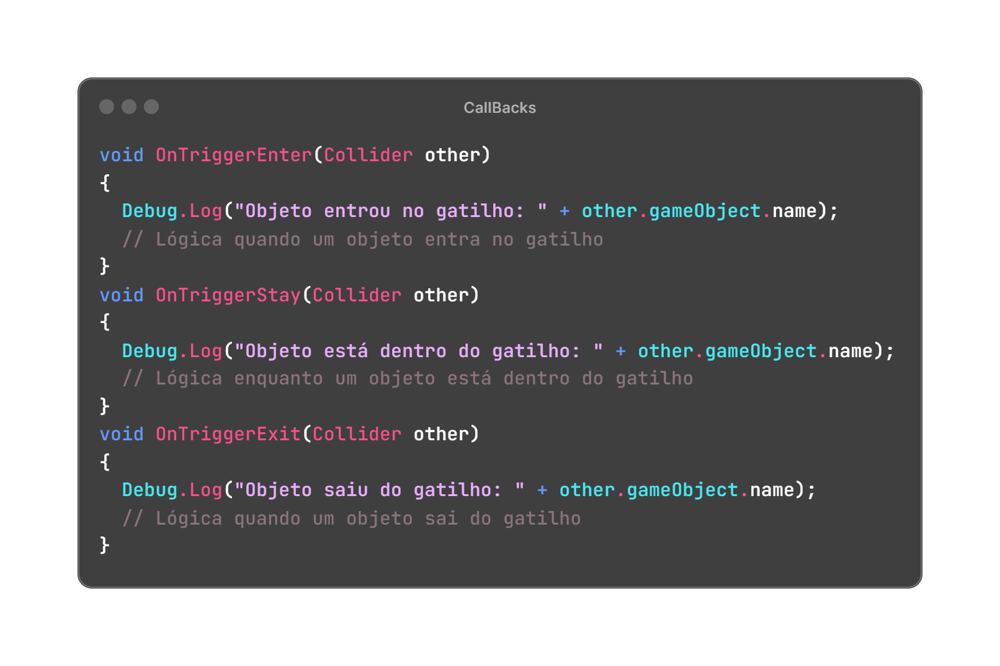 CallBacks
void OnTriggerEnter(Collider other)
{
  Debug.Log("Objeto entrou no gatilho: " + other.gameObject.name);
  // Lógica quando um objeto entra no gatilho
}
void OnTriggerStay(Collider other)
{
  Debug.Log("Objeto está dentro do gatilho: " + other.gameObject.name);
  // Lógica enquanto um objeto está dentro do gatilho
}
void OnTriggerExit(Collider other)
{
  Debug.Log("Objeto saiu do gatilho: " + other.gameObject.name);
  // Lógica quando um objeto sai do gatilho
}